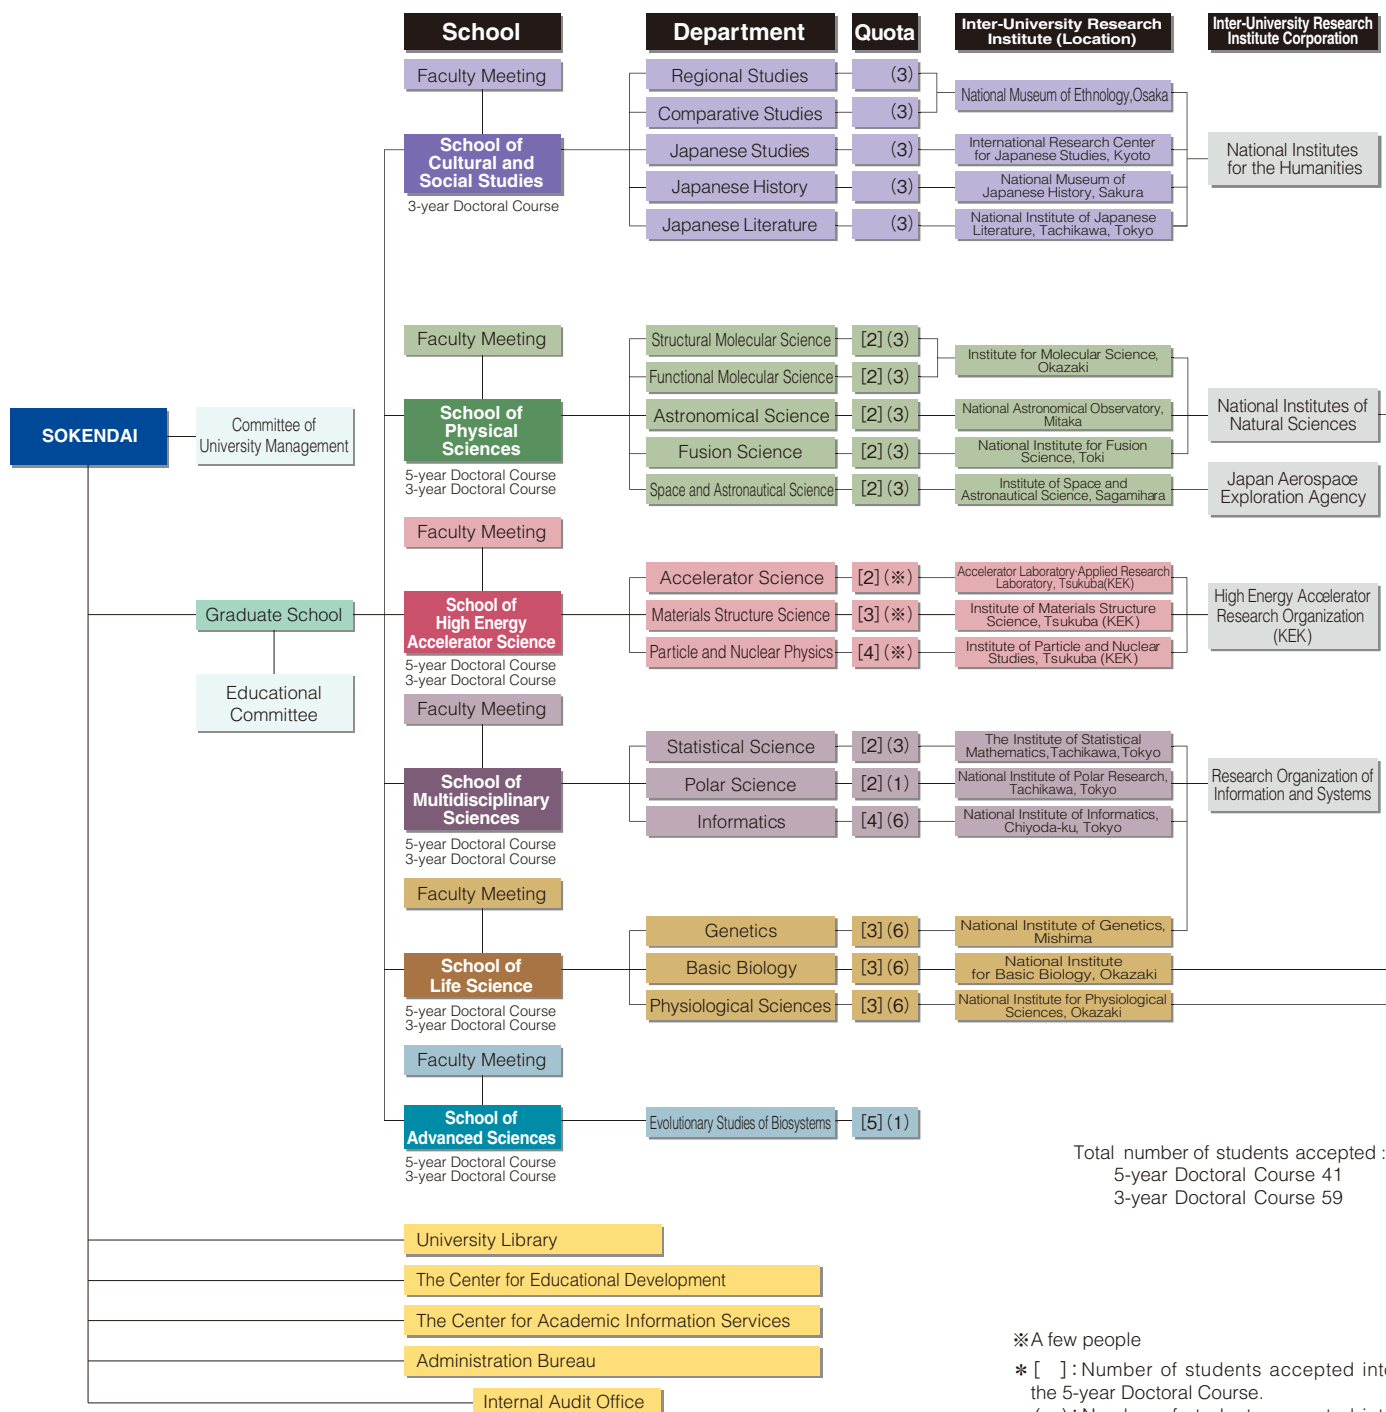 School
Department
Quota
Inter-University Research
Institute (Location)
Inter-University Research
Institute Corporation
Faculty Meeting
School of
Cultural and
Social Studies
3-year Doctoral Course
Regional Studies
(3)
Comparative Studies
(3)
National Museum of Ethnology,Osaka
Japanese Studies
(3)
International Research Center
for Japanese Studies, Kyoto
Japanese History
(3)
National Museum of
Japanese History, Sakura
Japanese Literature
(3)
National Institute of Japanese
Literature, Tachikawa, Tokyo
National Institutes
for the Humanities
SOKENDAI
Committee of
University Management
Faculty Meeting
School of
Physical
Sciences
5-year Doctoral Course
3-year Doctoral Course
Structural Molecular Science
[2](3)
Functional Molecular Science
[2](3)
Institute for Molecular Science,
Okazaki
Astronomical Science
[2](3)
National Astronomical Observatory,
Mitaka
Fusion Science
[2](3)
National Institute for Fusion
Science, Toki
Space and Astronautical Science
[2](3)
Institute of Space and
Astronautical Science, Sagamihara
National Institutes of
Natural Sciences
Japan Aerospace
Exploration Agency
Graduate School
Educational
Committee
Faculty Meeting
School of
High Energy
Accelerator Science
5-year Doctoral Course
3-year Doctoral Course
Accelerator Science
[2](※)
Accelerator Laboratory·Applied Research
Laboratory, Tsukuba(KEK)
Materials Structure Science
[3](※)
Institute of Materials Structure
Science, Tsukuba (KEK)
Particle and Nuclear Physics
[4](※)
Institute of Particle and Nuclear
Studies, Tsukuba (KEK)
High Energy Accelerator
Research Organization
(KEK)
Faculty Meeting
School of
Multidisciplinary
Sciences
5-year Doctoral Course
3-year Doctoral Course
Statistical Science
[2](3)
The Institute of Statistical
Mathematics,Tachikawa,Tokyo
Polar Science
[2](1)
National Institute of Polar Research,
Tachikawa, Tokyo
Informatics
[4](6)
National Institute of Informatics,
Chiyoda-ku, Tokyo
Research Organization of
Information and Systems
Faculty Meeting
School of
Life Science
5-year Doctoral Course
3-year Doctoral Course
Genetics
[3](6)
National Institute of Genetics,
Mishima
Basic Biology
[3](6)
National Institute
for Basic Biology, Okazaki
Physiological Sciences
[3](6)
National Institute for Physiological
Sciences, Okazaki
Faculty Meeting
School of
Advanced Sciences
5-year Doctoral Course
3-year Doctoral Course
Evolutionary Studies of Biosystems
[5](1)
Total number of students accepted :
5-year Doctoral Course 41
3-year Doctoral Course 59
University Library
The Center for Educational Development
The Center for Academic Information Services
Administration Bureau
Internal Audit Office
※A few people
＊[ ]：Number of students accepted into
the 5-year Doctoral Course.